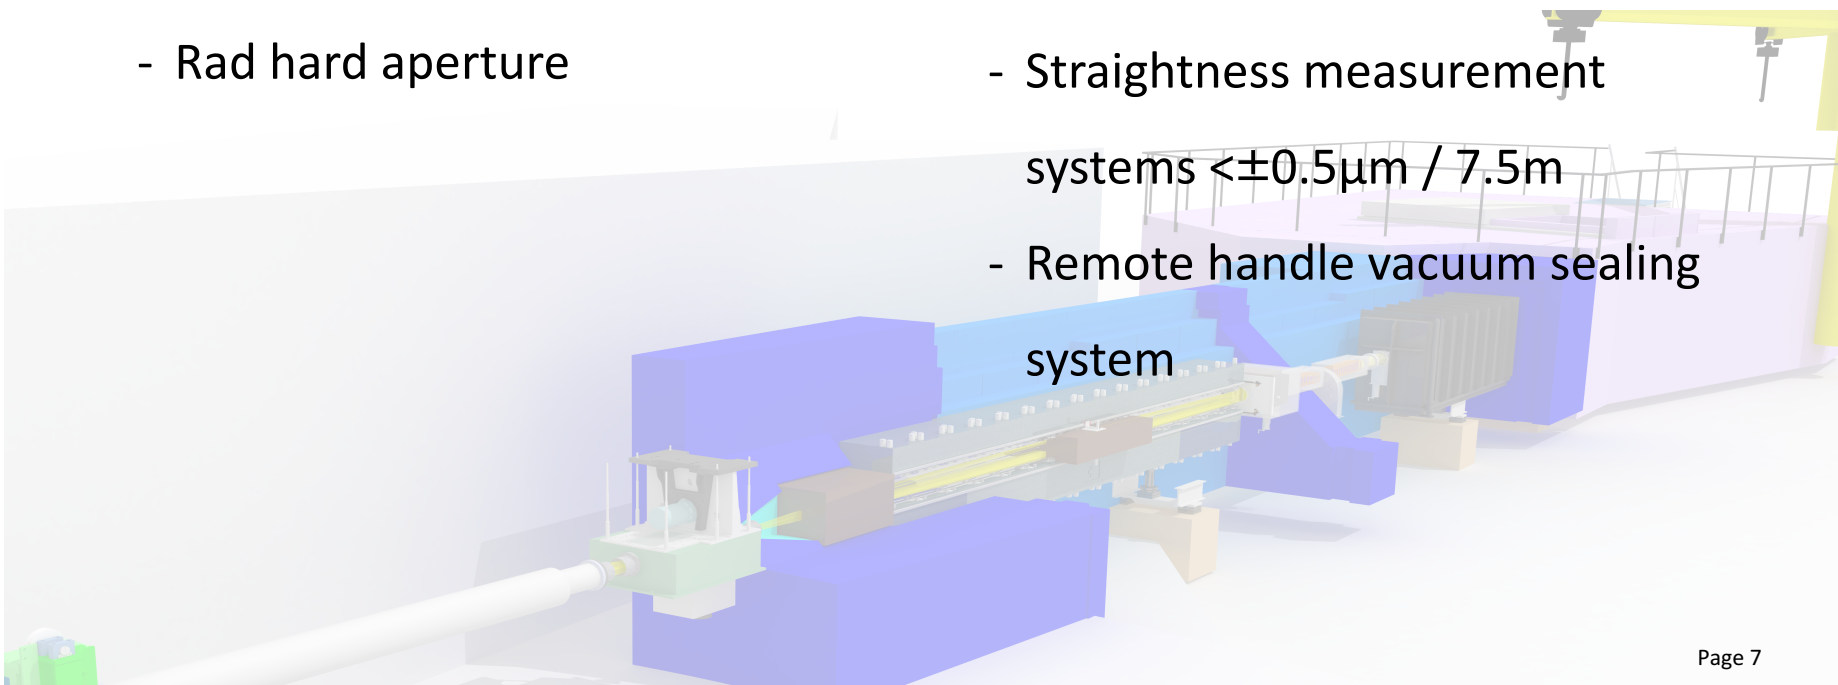 - Rad hard aperture
- Straightness measurement
systems <±0.5µm / 7.5m
- Remote handle vacuum sealing
system
Page 7